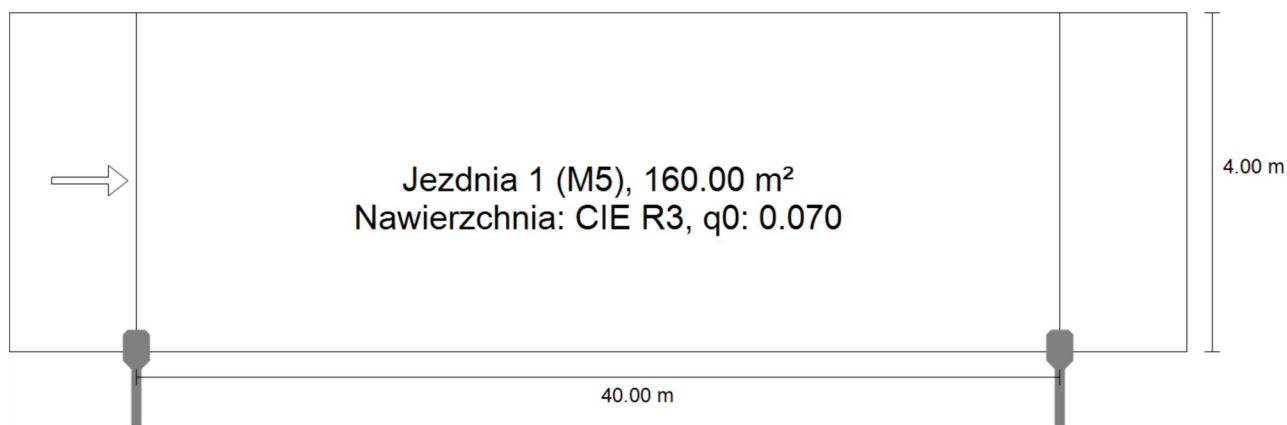 Jezdnia 1 (M5), 160.00 m²
Nawierzchnia: CIE R3, q0: 0.070
4.00 m
40.00 m